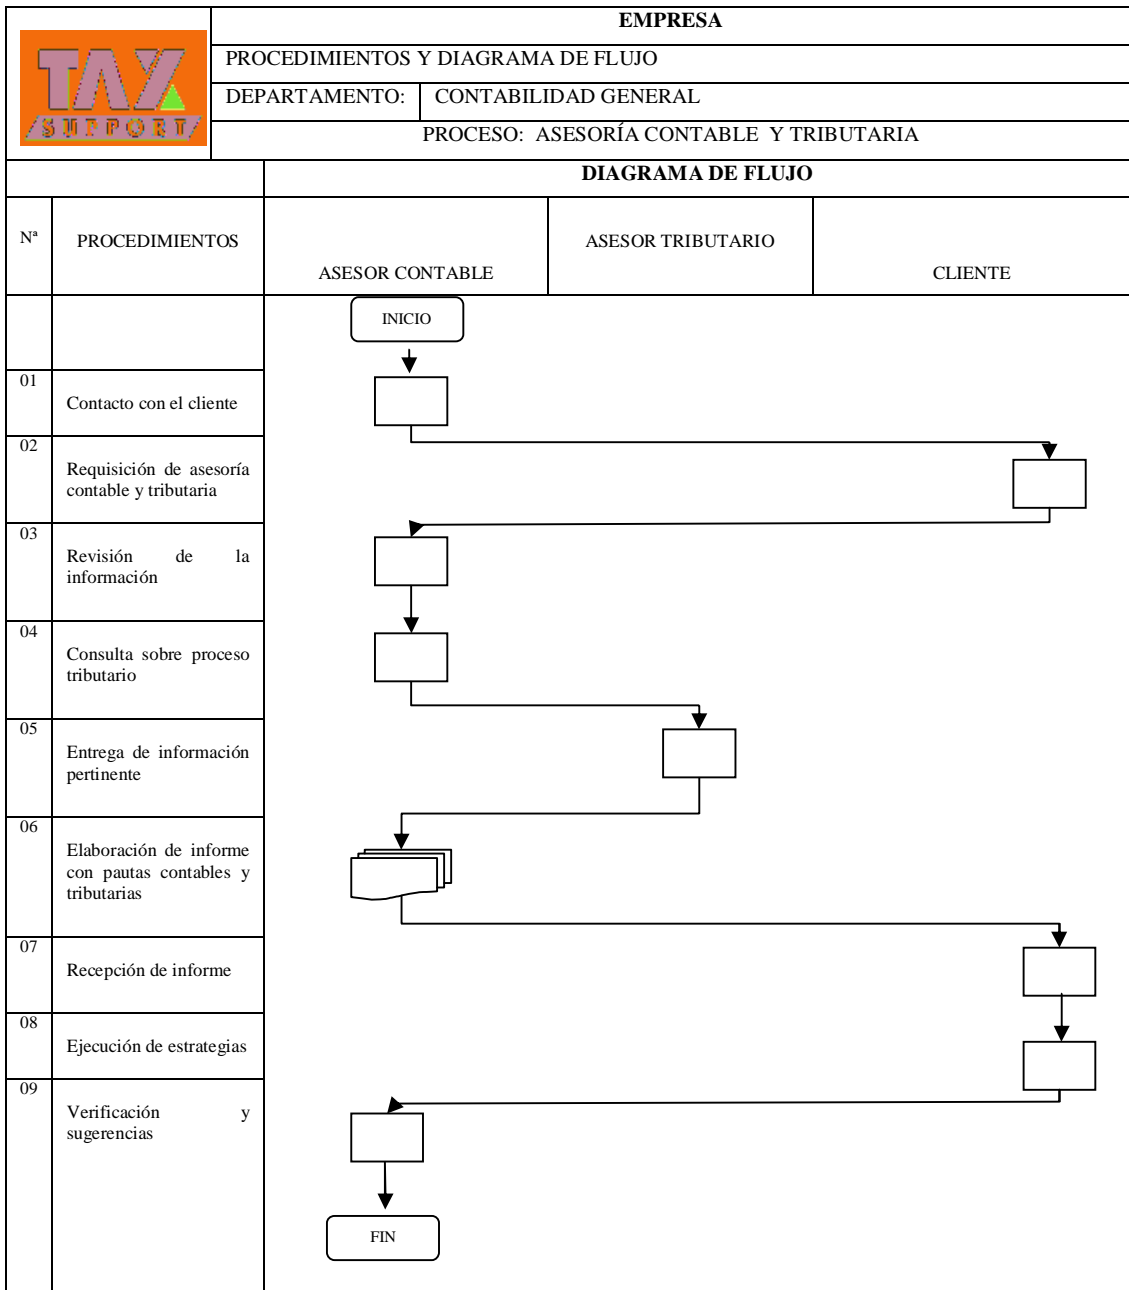 EMPRESA
TAX
SUPPORT
PROCEDIMIENTOS Y DIAGRAMA DE FLUJO
DEPARTAMENTO: CONTABILIDAD GENERAL
PROCESO: ASESORÍA CONTABLE Y TRIBUTARIA
DIAGRAMA DE FLUJO
Nª PROCEDIMIENTOS
ASESOR CONTABLE
ASESOR TRIBUTARIO
CLIENTE
INICIO
01
Contacto con el cliente
02
Requisición de asesoría
contable y tributaria
03
Revisión de la
información
04
Consulta sobre proceso
tributario
05
Entrega de información
pertinente
06
Elaboración de informe
con pautas contables y
tributarias
07
Recepción de informe
08
Ejecución de estrategias
09
Verificación y
sugerencias
FIN